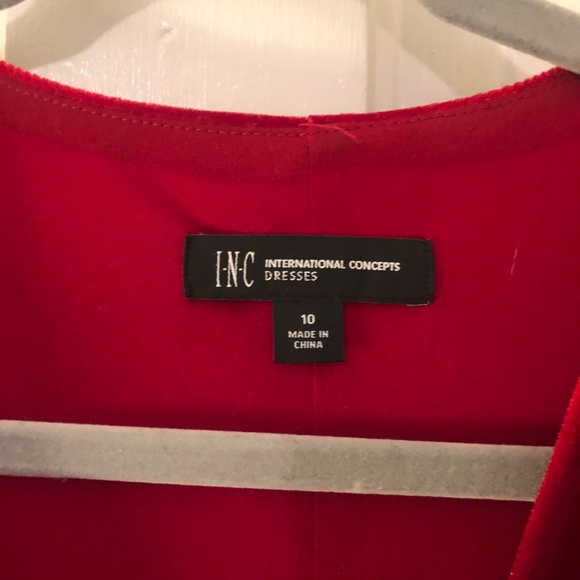 I·N·C INTERNATIONAL CONCEPTS
DRESSES
10
MADE IN
CHINA